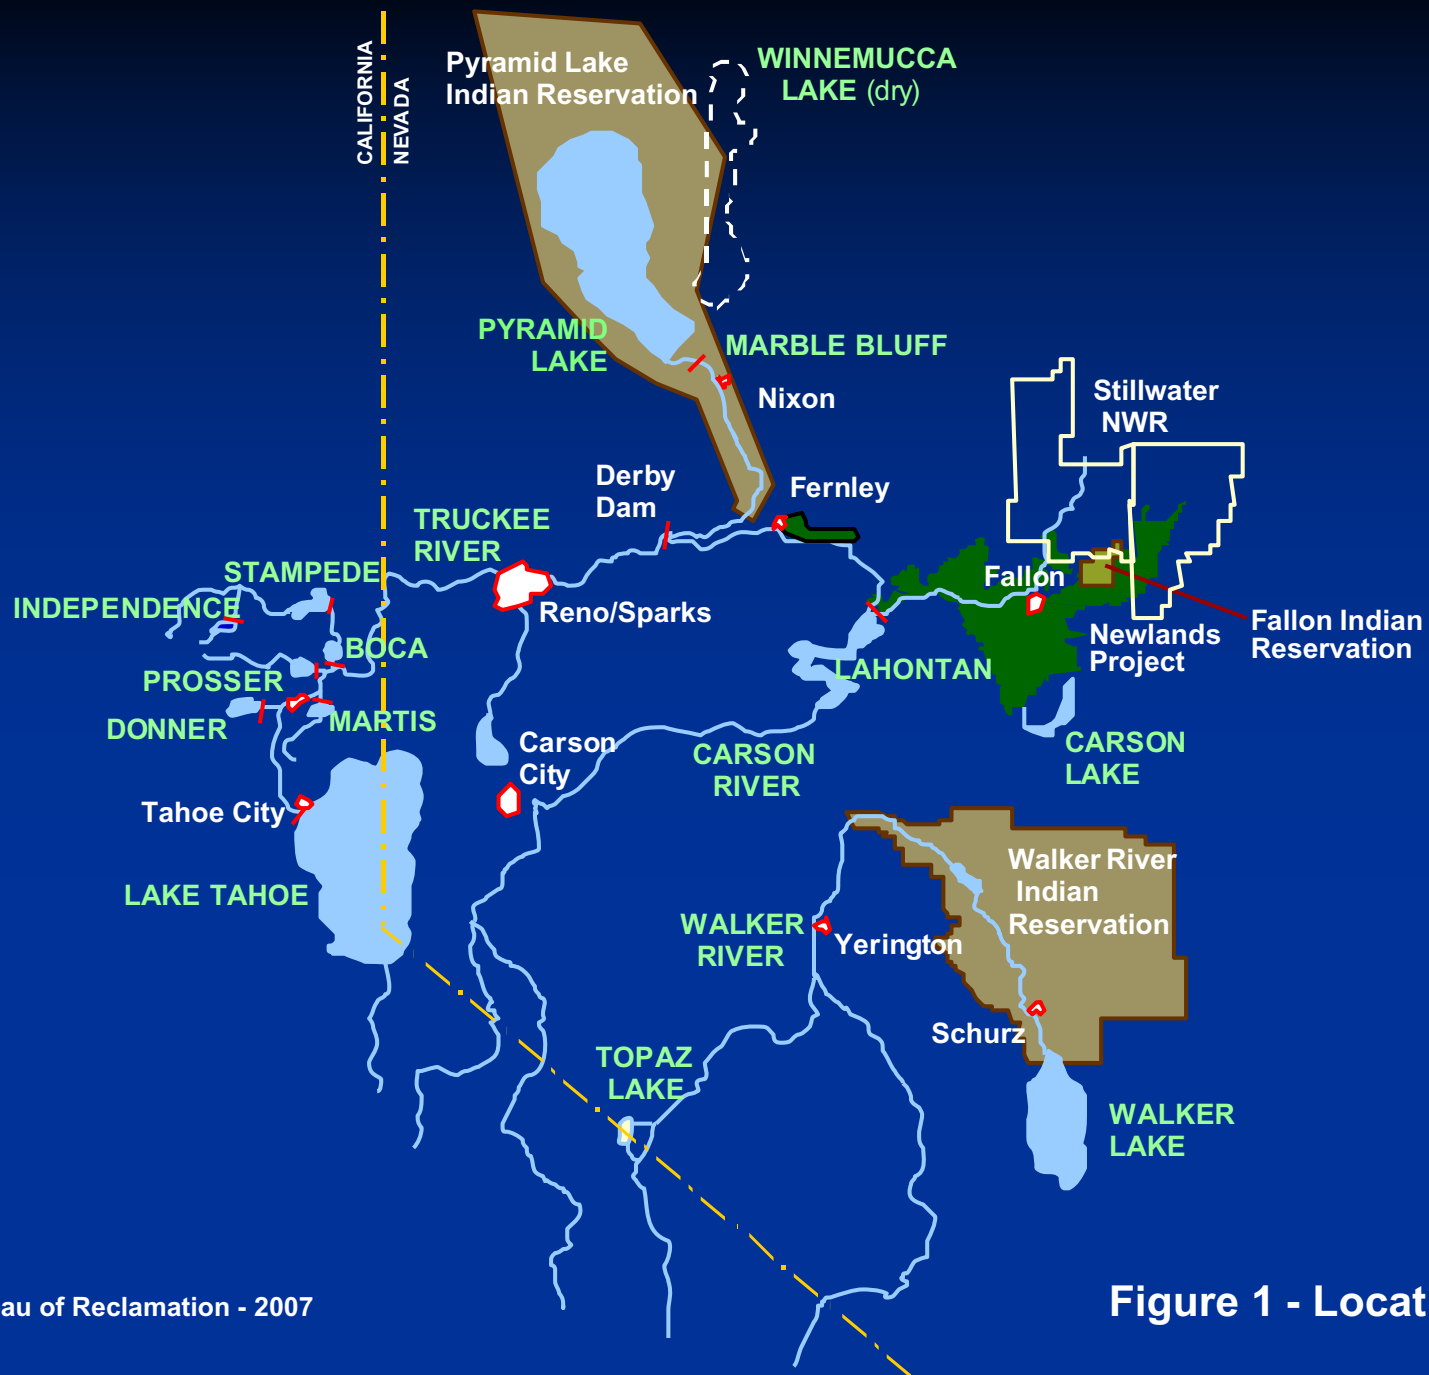 CALIFORNIA
NEVADA
Pyramid Lake
Indian Reservation
WINNEMUCCA
LAKE (dry)
PYRAMID
LAKE
MARBLE BLUFF
Nixon
Stillwater
NWR
Derby
Dam
Fernley
TRUCKEE
RIVER
STAMPEDE
INDEPENDENCE
Reno/Sparks
Fallon
Fallon Indian
Reservation
Newlands
Project
BOCA
PROSSER
LAHONTAN
DONNER
MARTIS
Carson
City
CARSON
RIVER
CARSON
LAKE
Tahoe City
LAKE TAHOE
Walker River
Indian
Reservation
WALKER
RIVER
Yerington
Schurz
TOPAZ
LAKE
WALKER
LAKE
au of Reclamation - 2007
Figure 1 - Locat